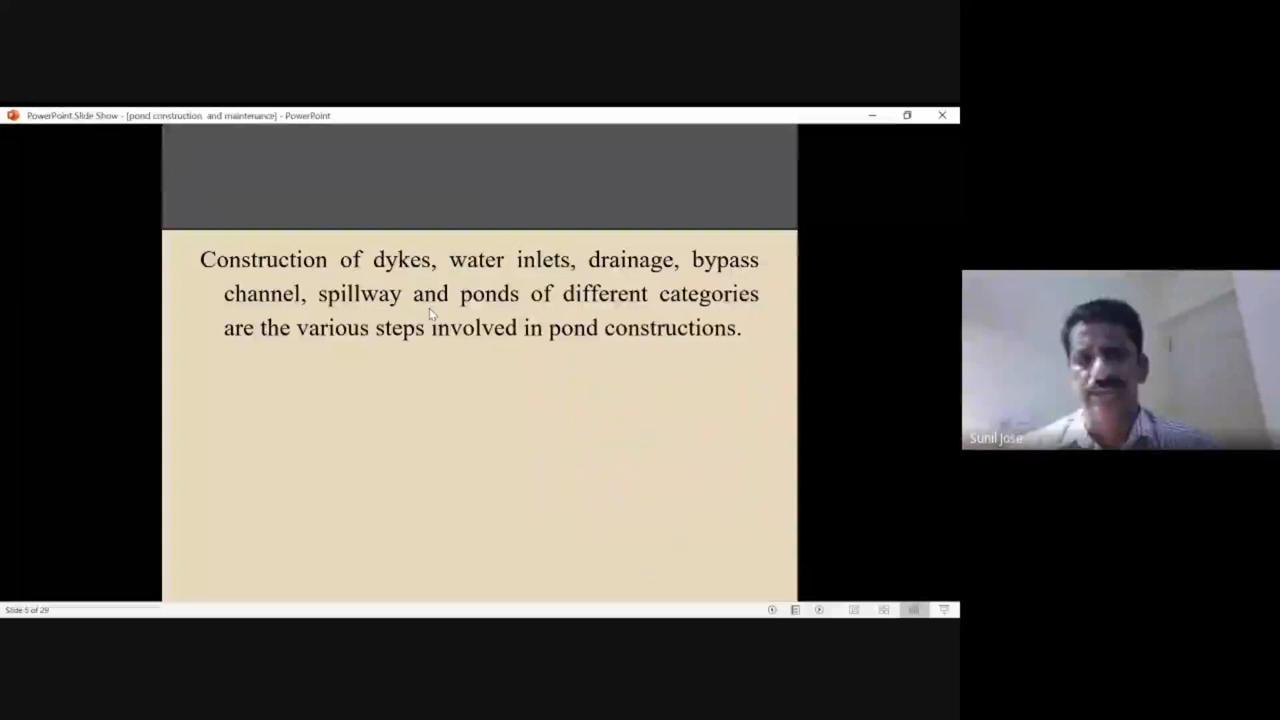 PowerPoint Slide Show - [pond construction and maintenance] - PowerPoint
Construction of dykes, water inlets, drainage, bypass
channel, spillway and ponds of different categories
are the various steps involved in pond constructions.
Sunil Jose
Slide 5 of 29